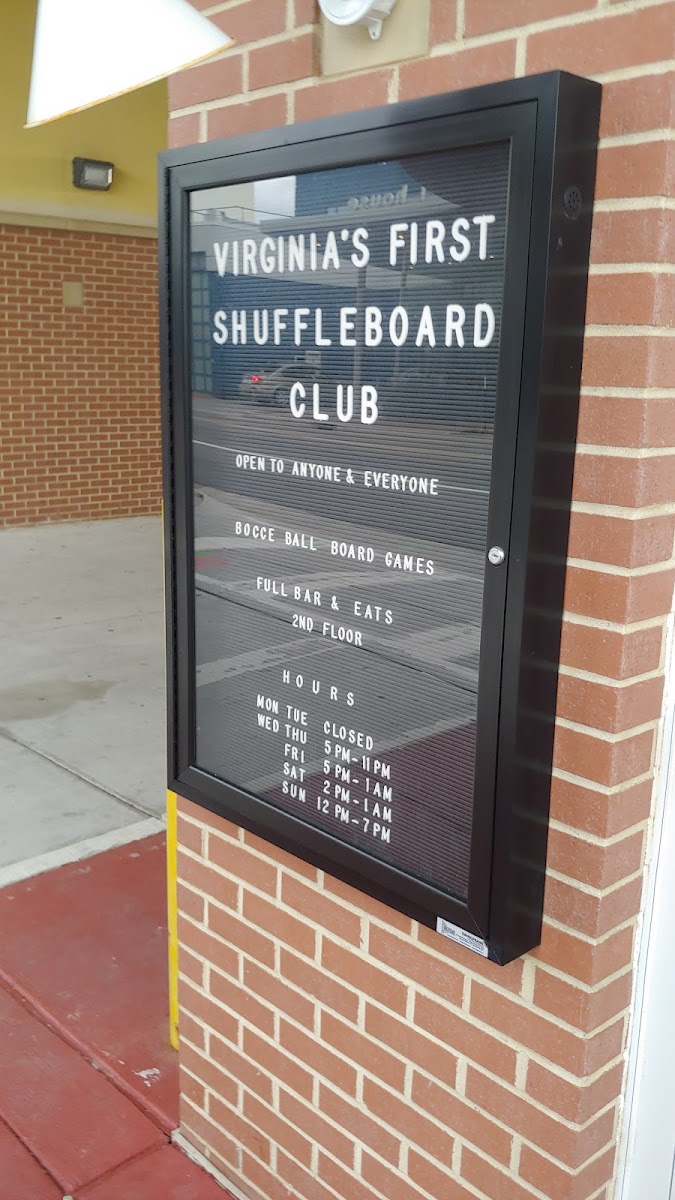 VIRGINIA'S FIRST
SHUFFLEBOARD
CLUB
OPEN TO ANYONE & EVERYONE
BOCCE BALL BOARD GAMES
FULL BAR & EATS
2ND FLOOR
HOURS
MON TUE CLOSED
WED THU 5 PM-11 PM
FRI 5 PM-1 AM
SAT 2 PM-1 AM
SUN 12 PM-7 PM